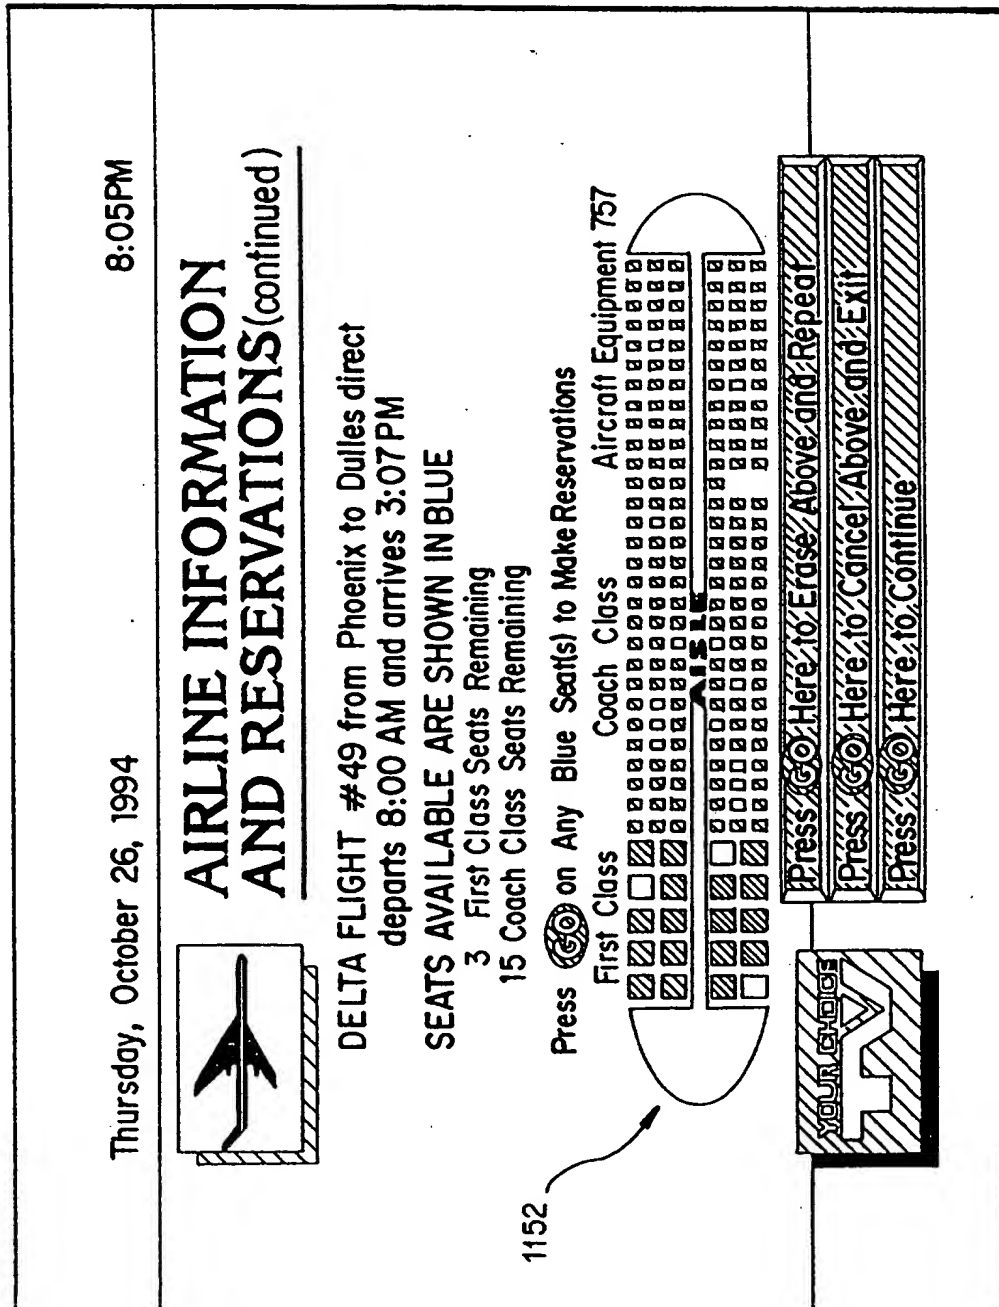 Thursday, October 26, 1994 8:05PM
AIRLINE INFORMATION
AND RESERVATIONS (continued)
DELTA FLIGHT #49 from Phoenix to Dulles direct
departs 8:00 AM and arrives 3:07PM
SEATS AVAILABLE ARE SHOWN IN BLUE
3 First Class Seats Remaining
15 Coach Class Seats Remaining
Press GO on Any Blue Seat(s) to Make Reservations
First Class Coach Class Aircraft Equipment 757
AISLE
1152
YOUR CHOICE
TV
Press GO Here to Erase Above and Repeat
Press GO Here to Cancel Above and Exit
Press GO Here to Continue